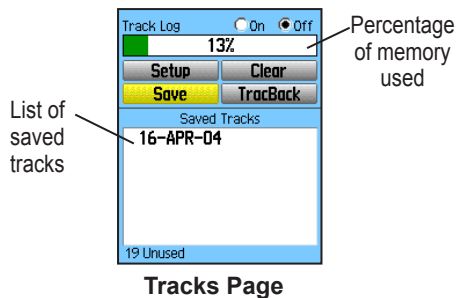 Track Log On Off
13%
Setup Clear
Save TracBack
Saved Tracks
16-APR-04
19 Unused
Percentage
of memory
used
List of
saved
tracks
Tracks Page